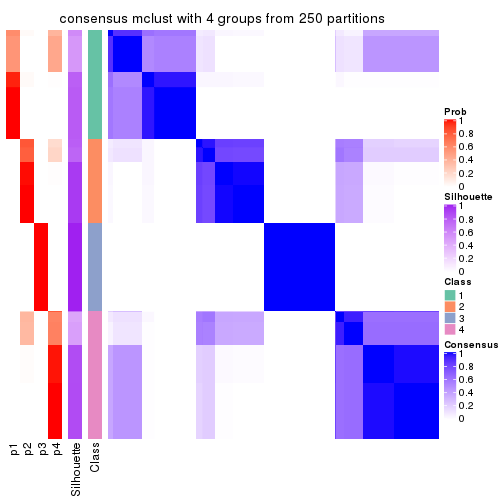 consensus mclust with 4 groups from 250 partitions
Prob
1
0.8
0.6
0.4
0.2
0
Silhouette
1
0.8
0.6
0.4
0.2
0
Class
1
2
3
4
Consensus
1
0.8
0.6
0.4
0.2
0
p1
p2
p3
p4
Silhouette
Class